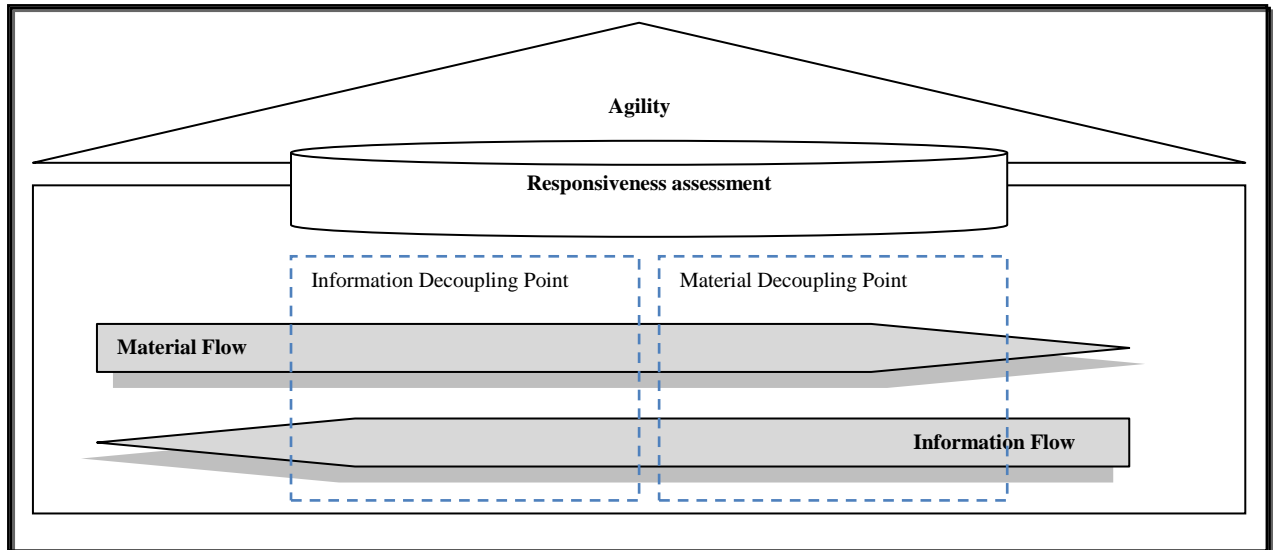 Agility
Responsiveness assessment
Information Decoupling Point
Material Decoupling Point
Material Flow
Information Flow